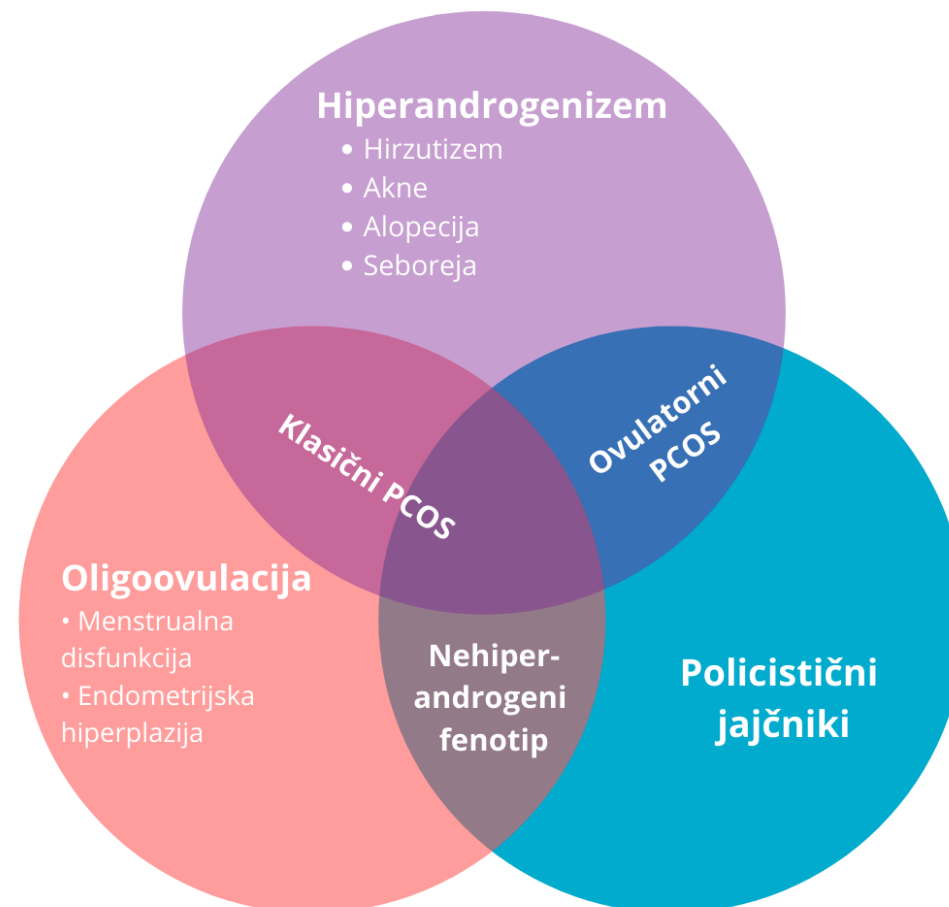 Hiperandrogenizem
• Hirzutizem
• Akne
• Alopecija
• Seboreja
Klasični PCOS
Ovulatorni
PCOS
Oligoovulacija
• Menstrualna
disfunkcija
• Endometrijska
hiperplazija
Nehiper-
androgeni
fenotip
Policistični
jajčniki